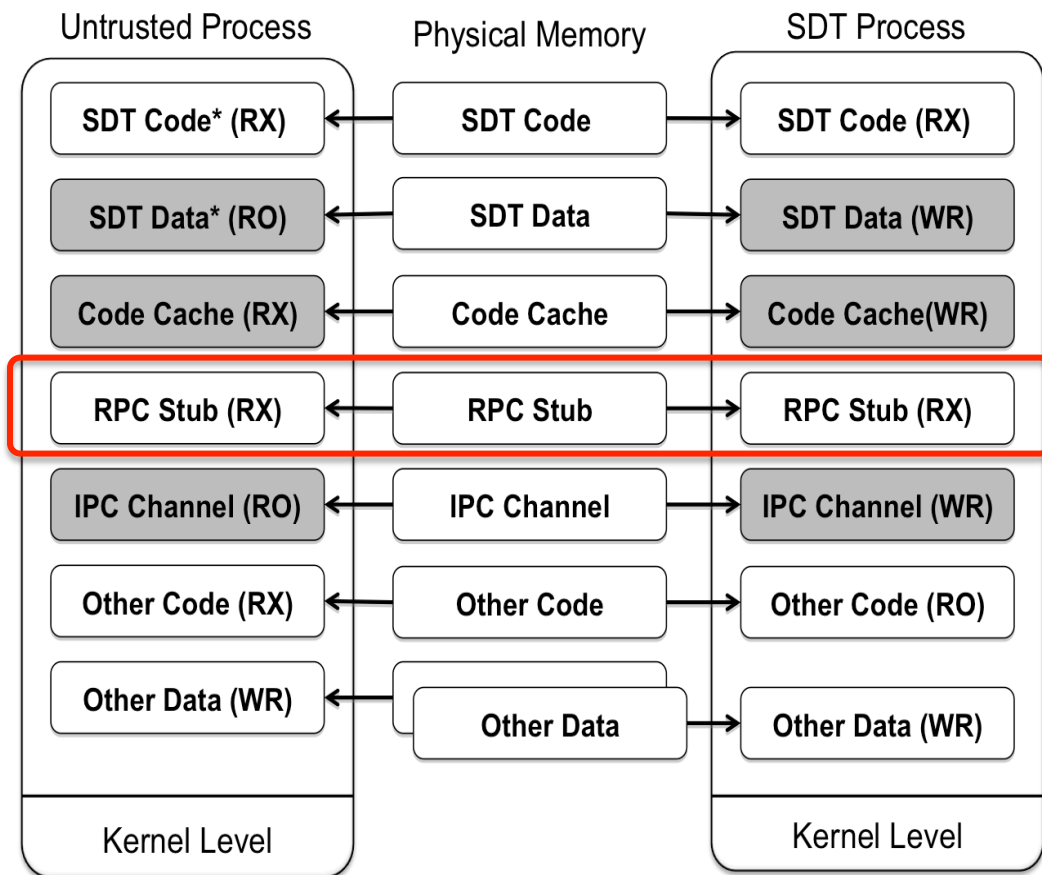 Untrusted Process Physical Memory SDT Process
SDT Code* (RX) SDT Code SDT Code (RX)
SDT Data* (RO) SDT Data SDT Data (WR)
Code Cache (RX) Code Cache Code Cache(WR)
RPC Stub (RX) RPC Stub RPC Stub (RX)
IPC Channel (RO) IPC Channel IPC Channel (WR)
Other Code (RX) Other Code Other Code (RO)
Other Data (WR) Other Data Other Data (WR)
Kernel Level Kernel Level